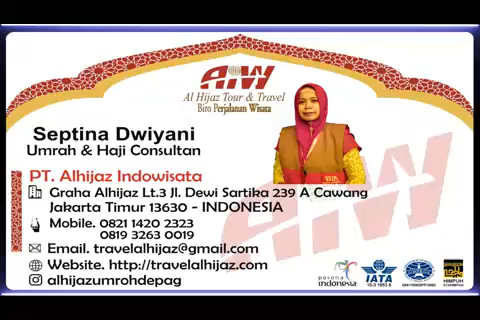 AIW
Al Hijaz Tour & Travel
Biro Perjalanan Wisata
Septina Dwiyani
Umrah & Haji Consultan
PT. Alhijaz Indowisata
Graha Alhijaz Lt.3 Jl. Dewi Sartika 239 A Cawang
Jakarta Timur 13630 - INDONESIA
Mobile. 0821 1420 2323
0819 3263 0019
Email. travelalhijaz@gmail.com
Website. http://travelalhijaz.com
alhijazumrohdepag
pesona
indonesia
IATA
HIMPUH